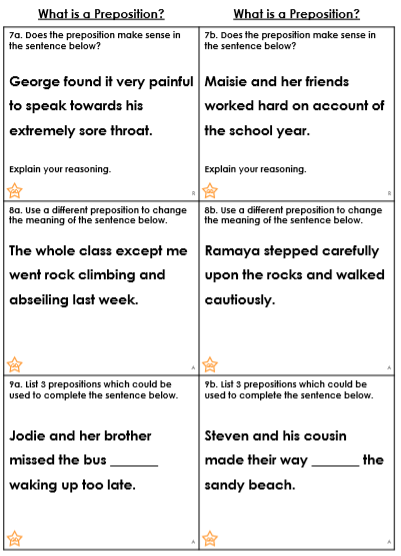 What is a Preposition?
What is a Preposition?
7a. Does the preposition make sense in
the sentence below?
George found it very painful
to speak towards his
extremely sore throat.
Explain your reasoning.
B
7b. Does the preposition make sense in
the sentence below?
Maisie and her friends
worked hard on account of
the school year.
Explain your reasoning.
B
8a. Use a different preposition to change
the meaning of the sentence below.
The whole class except me
went rock climbing and
abseiling last week.
A
8b. Use a different preposition to change
the meaning of the sentence below.
Ramaya stepped carefully
upon the rocks and walked
cautiously.
A
9a. List 3 prepositions which could be
used to complete the sentence below.
Jodie and her brother
missed the bus _______
waking up too late.
A
9b. List 3 prepositions which could be
used to complete the sentence below.
Steven and his cousin
made their way _______ the
sandy beach.
A